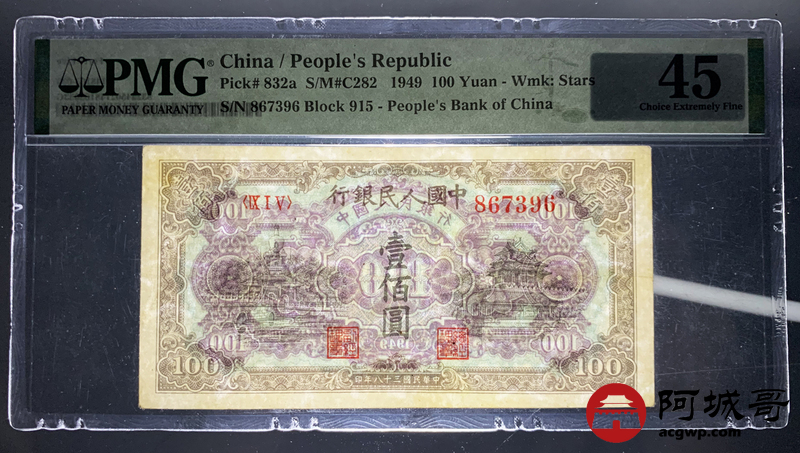 PMG®
PAPER MONEY GUARANTY
China / People's Republic
Pick# 832a S/M#C282 1949 100 Yuan - Wmk: Stars
S/N 867396 Block 915 - People's Bank of China
45
Choice Extremely Fine
行銀民人國中
〈IX I V〉
867396
壹佰圓
1949
100
100
印年八十三國民華中
阿城哥
acgwp.com